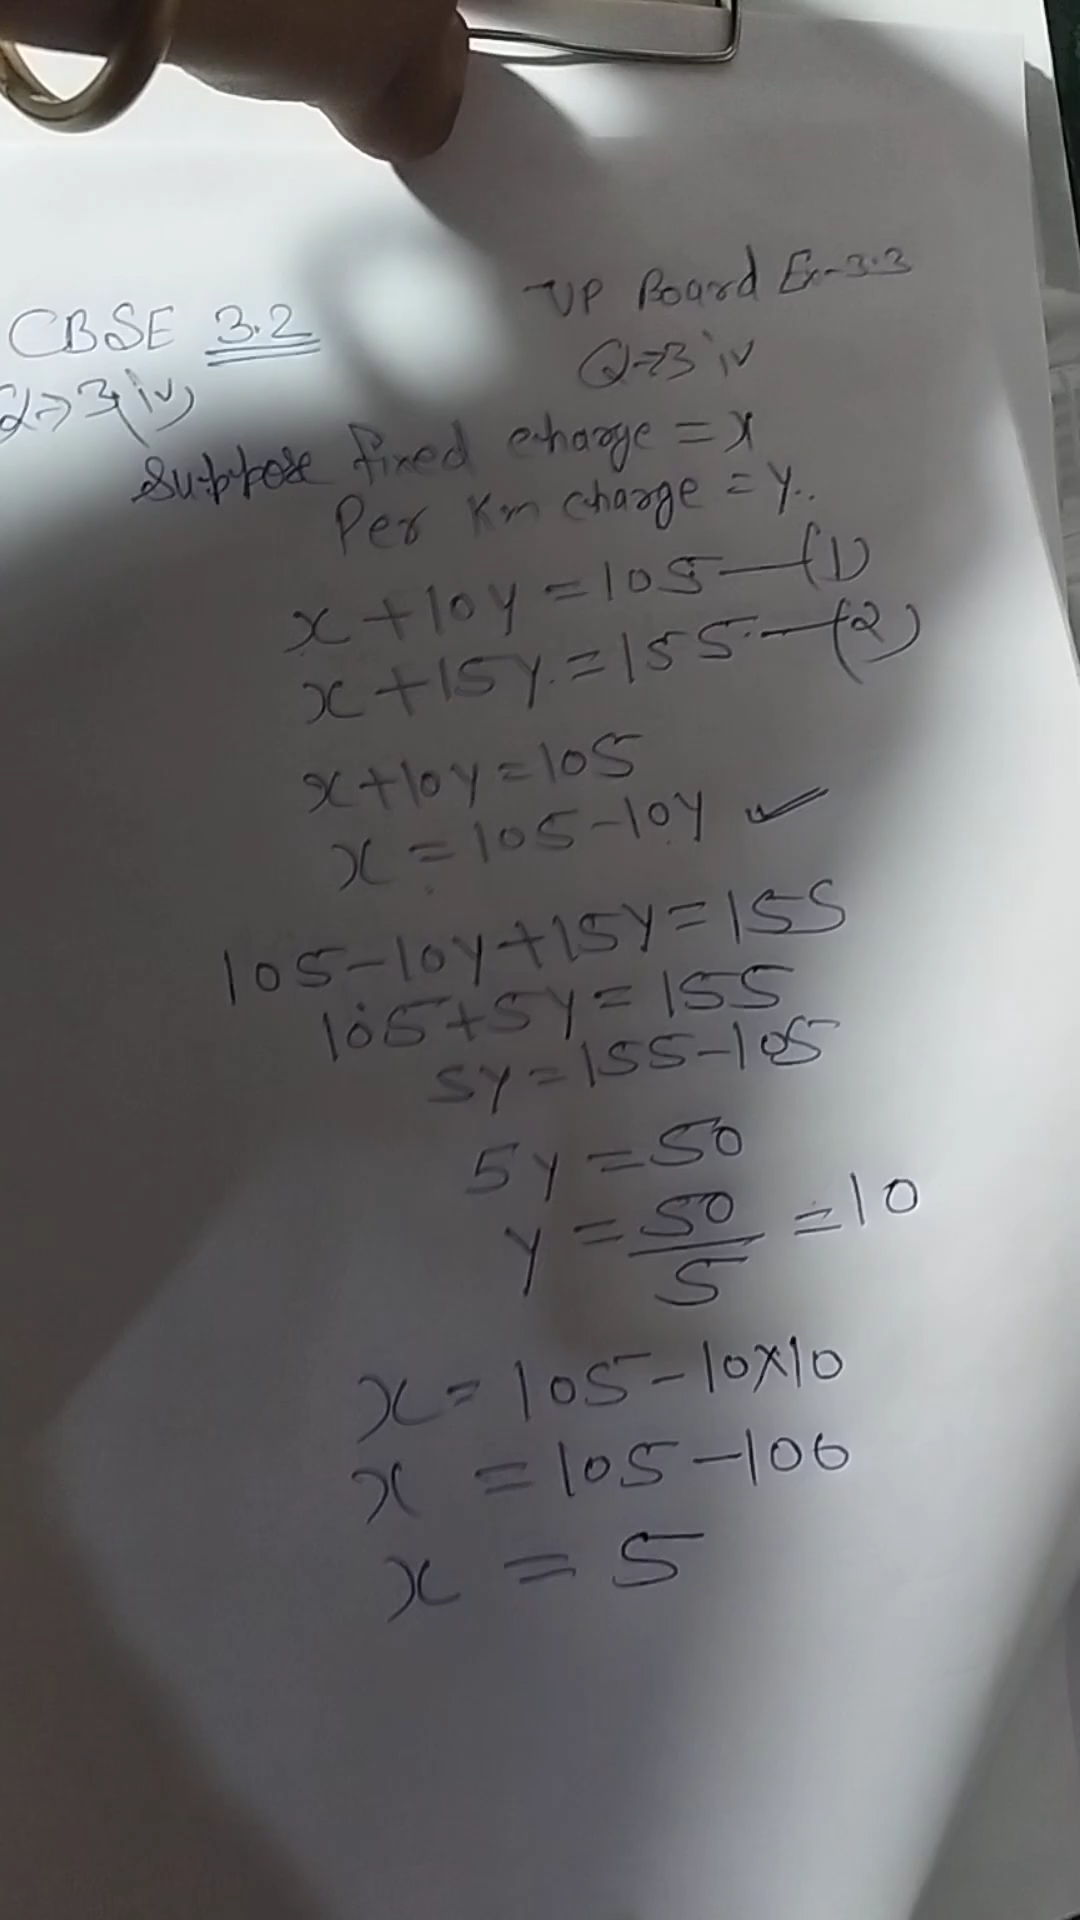 CBSE 3.2
Q→3(iv)
UP Board Ex-3.3
Q→3 iv
Suppose fixed charge = x
Per Km charge = y.
x+10y=105—(1)
x+15y=155—(2)
x+10y=105
x=105-10y ✓
105-10y+15y=155
105+5y=155
5y=155-105
5y=50
y=50/5=10
x=105-10×10
x=105-100
x=5